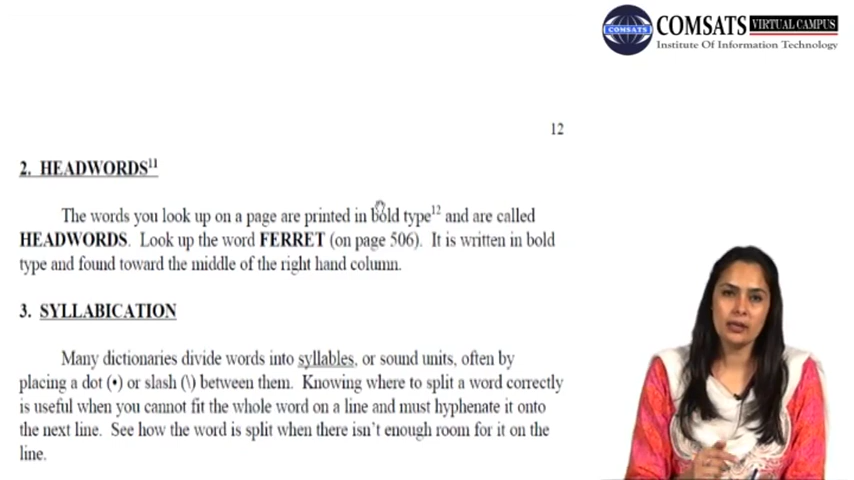 COMSATS VIRTUAL CAMPUS
COMSATS
Institute Of Information Technology
12
2. HEADWORDS11
The words you look up on a page are printed in bold type12 and are called
HEADWORDS. Look up the word FERRET (on page 506). It is written in bold
type and found toward the middle of the right hand column.
3. SYLLABICATION
Many dictionaries divide words into syllables, or sound units, often by
placing a dot (•) or slash (\) between them. Knowing where to split a word correctly
is useful when you cannot fit the whole word on a line and must hyphenate it onto
the next line. See how the word is split when there isn't enough room for it on the
line.